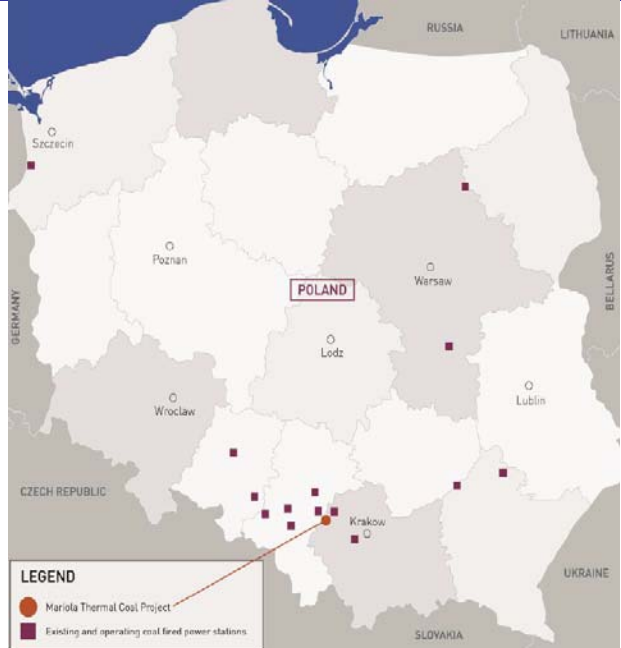 RUSSIA
LITHUANIA
Szczecin
Poznan
Warsaw
POLAND
BELLARUS
GERMANY
Lodz
Lublin
Wroclaw
CZECH REPUBLIC
Krakow
UKRAINE
SLOVAKIA
LEGEND
Mariola Thermal Coal Project
Existing and operating coal fired power stations